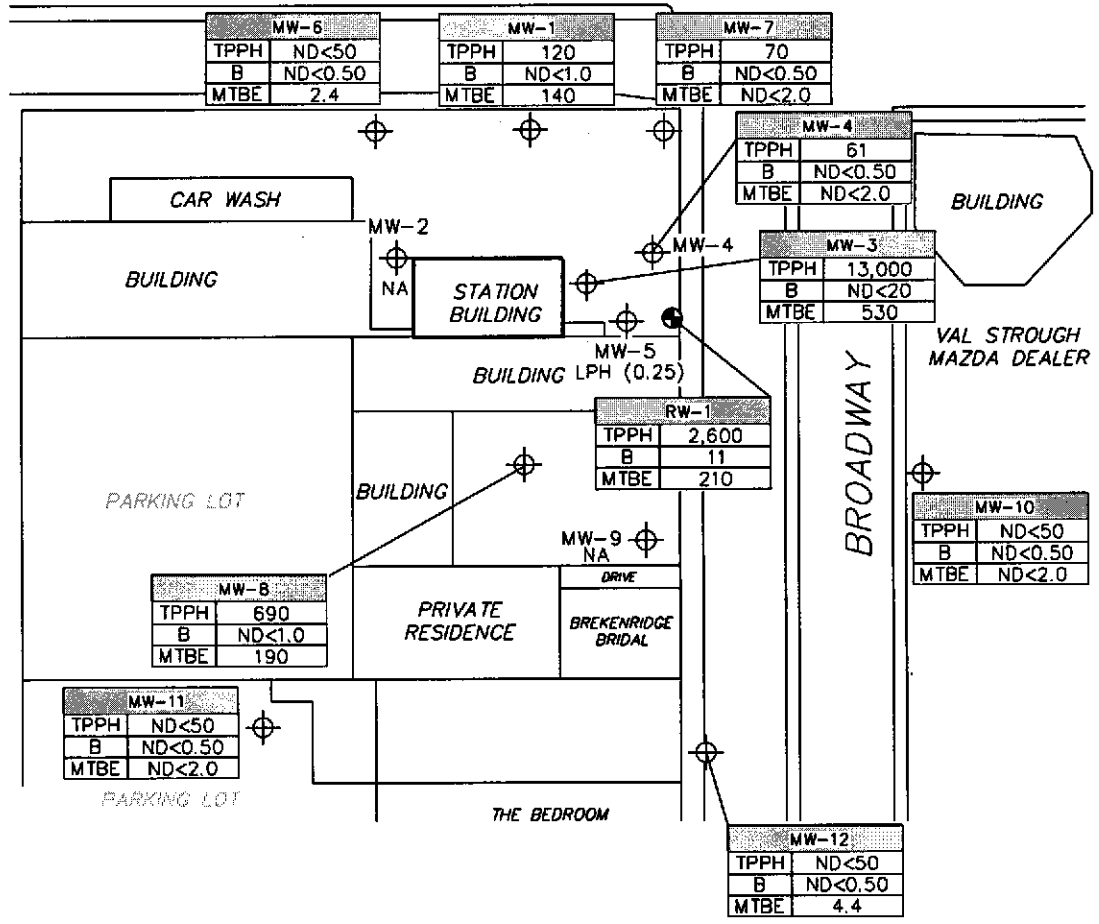 MW-6
TPPH ND<50
B ND<0.50
MTBE 2.4
MW-1
TPPH 120
B ND<1.0
MTBE 140
MW-7
TPPH 70
B ND<0.50
MTBE ND<2.0
MW-4
TPPH 61
B ND<0.50
MTBE ND<2.0
CAR WASH
BUILDING
MW-2
NA
MW-4
MW-3
TPPH 13,000
B ND<20
MTBE 530
BUILDING
STATION
BUILDING
VAL STROUGH
MAZDA DEALER
MW-5
LPH (0.25)
BUILDING
RW-1
TPPH 2,600
B 11
MTBE 210
BROADWAY
PARKING LOT
BUILDING
MW-10
TPPH ND<50
B ND<0.50
MTBE ND<2.0
MW-9
NA
DRIVE
MW-8
TPPH 690
B ND<1.0
MTBE 190
PRIVATE
RESIDENCE
BREKENRIDGE
BRIDAL
MW-11
TPPH ND<50
B ND<0.50
MTBE ND<2.0
PARKING LOT
THE BEDROOM
MW-12
TPPH ND<50
B ND<0.50
MTBE 4.4